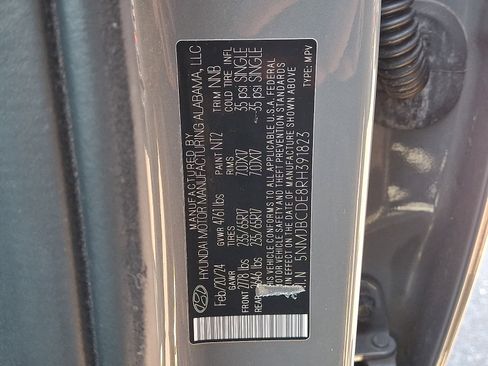 MANUFACTURED BY
HYUNDAI MOTOR MANUFACTURING ALABAMA, LLC
Feb/20/24 GVWR 4761 lbs PAINT NT2 TRIM NNB
GAWR RIMS COLD TIRE INFL
FRONT 2778 lbs 235/65R17 7.0JX17 35 psi SINGLE
REAR 2646 lbs 235/65R17 7.0JX17 35 psi SINGLE
THIS VEHICLE CONFORMS TO ALL APPLICABLE U.S.A. FEDERAL
MOTOR VEHICLE SAFETY AND THEFT PREVENTION STANDARDS
IN EFFECT ON THE DATE OF MANUFACTURE SHOWN ABOVE
I.N 5NMJBCDE8RH391823 TYPE: MPV